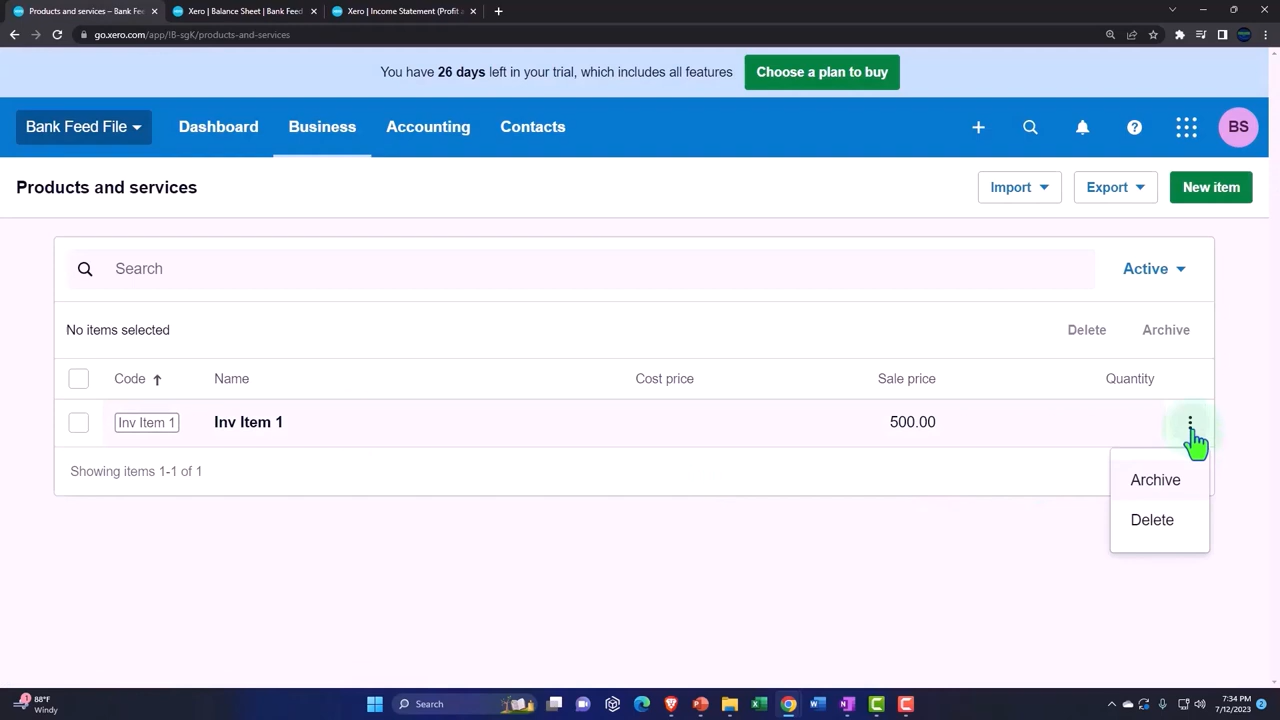 Products and services – Bank Fee
Xero | Balance Sheet | Bank Feed
Xero | Income Statement (Profit a
go.xero.com/app/!B-sgK/products-and-services
You have 26 days left in your trial, which includes all features
Choose a plan to buy
Bank Feed File
Dashboard
Business
Accounting
Contacts
BS
Products and services
Import
Export
New item
Search
Active
No items selected
Delete
Archive
Code
Name
Cost price
Sale price
Quantity
Inv Item 1
Inv Item 1
500.00
Showing items 1-1 of 1
Archive
Delete
1
88°F
Windy
Search
7:34 PM
7/12/2023
2